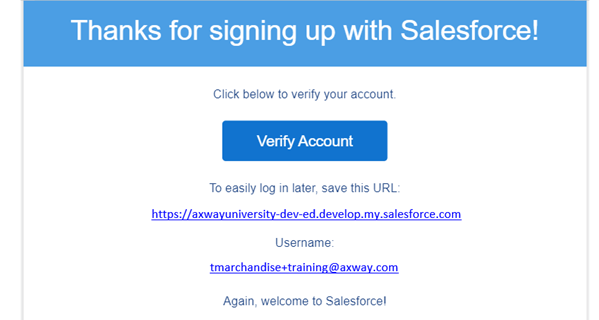 Thanks for signing up with Salesforce!
Click below to verify your account.
Verify Account
To easily log in later, save this URL:
https://axwayuniversity-dev-ed.develop.my.salesforce.com
Username:
tmarchandise+training@axway.com
Again, welcome to Salesforce!